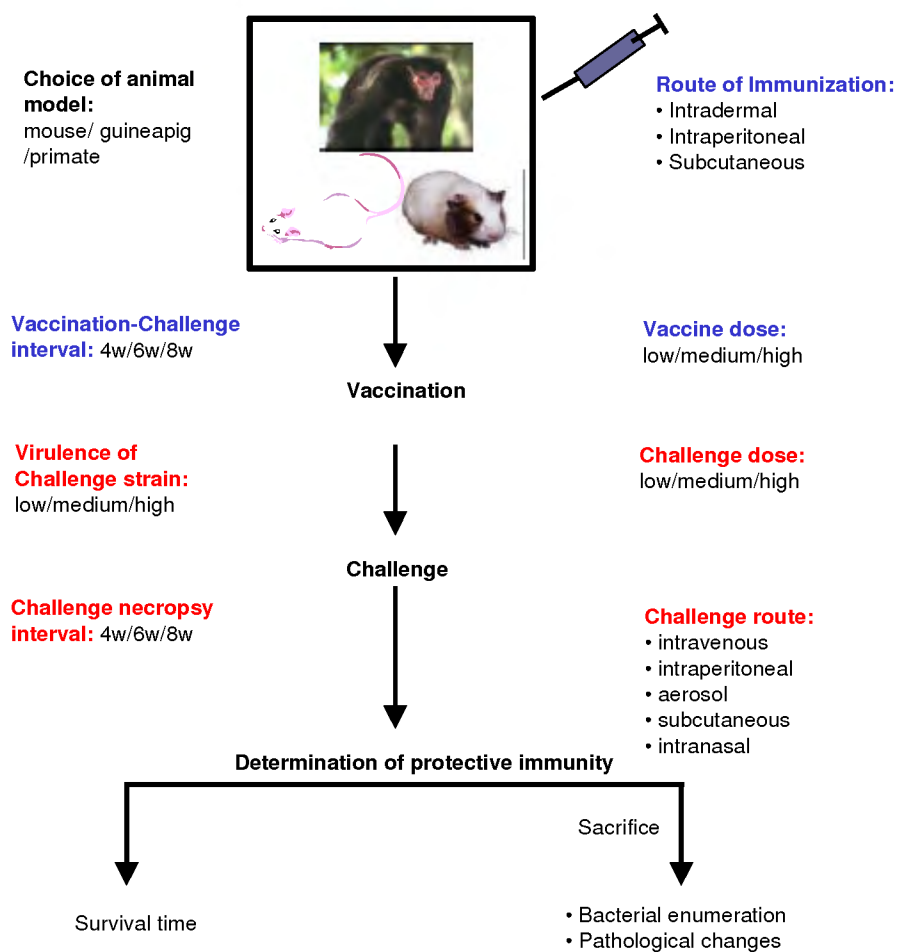 Choice of animal
model:
mouse/ guineapig
/primate
Route of Immunization:
• Intradermal
• Intraperitoneal
• Subcutaneous
Vaccination-Challenge
interval: 4w/6w/8w
Vaccine dose:
low/medium/high
Vaccination
Virulence of
Challenge strain:
low/medium/high
Challenge dose:
low/medium/high
Challenge
Challenge necropsy
interval: 4w/6w/8w
Challenge route:
• intravenous
• intraperitoneal
• aerosol
• subcutaneous
• intranasal
Determination of protective immunity
Sacrifice
Survival time
• Bacterial enumeration
• Pathological changes